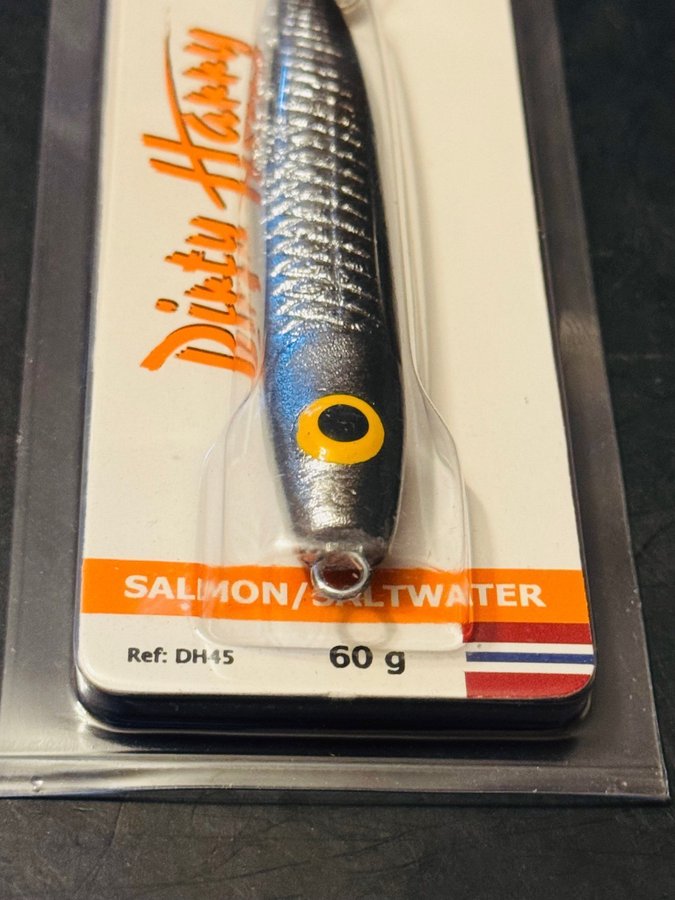 Dirty Harry
SALMON/SALTWATER
Ref: DH45
60 g